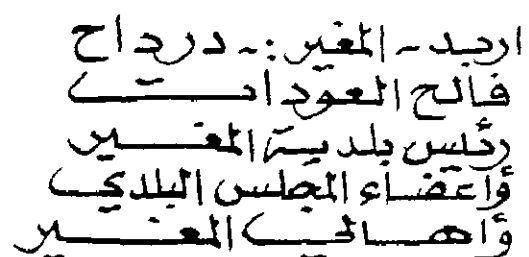 اربد - المغير :- درداح
فالح العودات
رئيس بلدية المغير
وأعضاء المجلس البلدي
وأهالي المغير